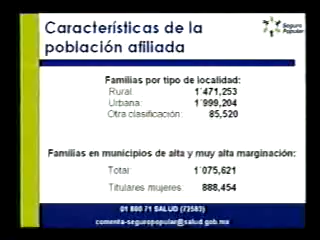 Características de la
población afiliada
Seguro
Popular
Familias por tipo de localidad:
Rural: 1´471,253
Urbana: 1´999,204
Otra clasificación: 85,520
Familias en municipios de alta y muy alta marginación:
Total: 1´075,621
Titulares mujeres: 888,454
01 800 71 SALUD (72583)
comenta-seguropopular@salud.gob.mx